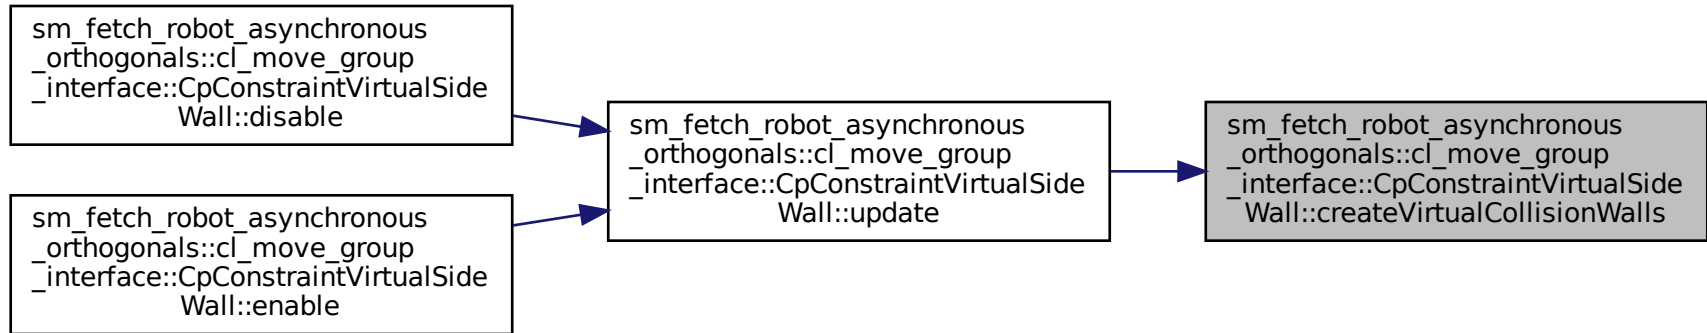 sm_fetch_robot_asynchronous
_orthogonals::cl_move_group
_interface::CpConstraintVirtualSide
Wall::disable
sm_fetch_robot_asynchronous
_orthogonals::cl_move_group
_interface::CpConstraintVirtualSide
Wall::enable
sm_fetch_robot_asynchronous
_orthogonals::cl_move_group
_interface::CpConstraintVirtualSide
Wall::update
sm_fetch_robot_asynchronous
_orthogonals::cl_move_group
_interface::CpConstraintVirtualSide
Wall::createVirtualCollisionWalls